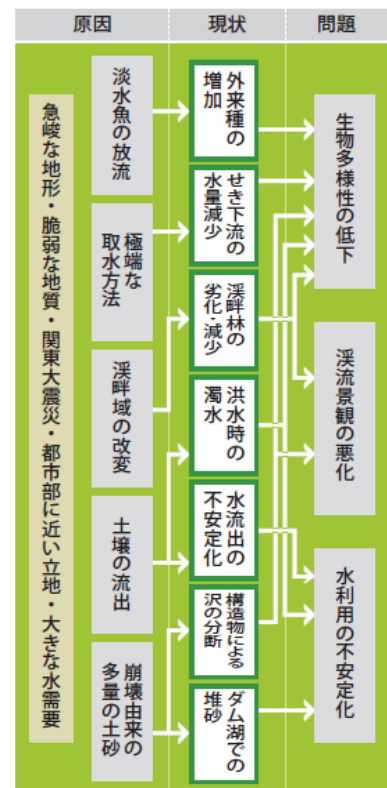 原因
現状
問題
急峻な地形・脆弱な地質・関東大震災・都市部に近い立地・大きな水需要
淡水魚の放流
極端な
取水方法
渓畔域の改変
土壌の流出
崩壊由来の
多量の土砂
外来種の
増加
せき下流の
水量減少
渓畔林の
劣化・減少
洪水時の
濁水
水流出の
不安定化
構造物による
沢の分断
ダム湖での
堆砂
生物多様性の低下
渓流景観の悪化
水利用の不安定化